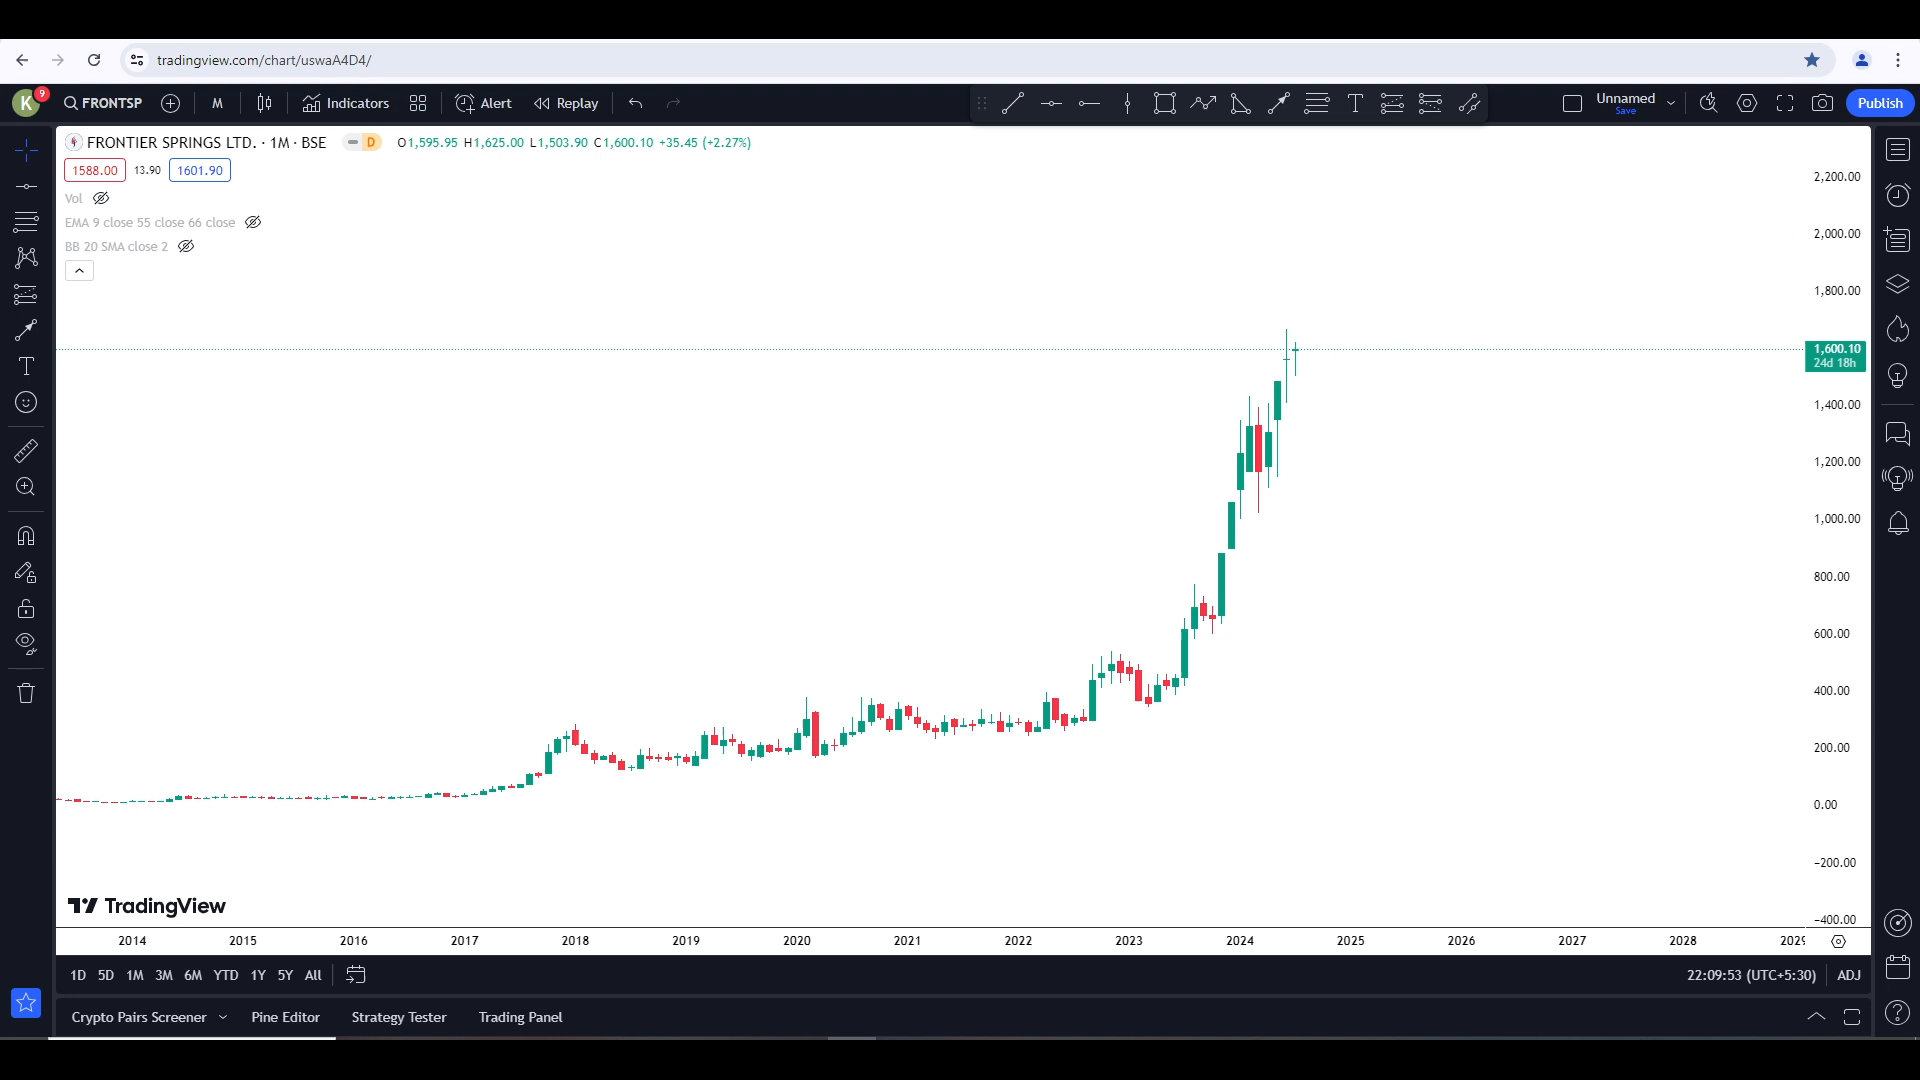 tradingview.com/chart/uswaA4D4/
K 9 FRONTSP M Indicators Alert Replay T Unnamed Save Publish
FRONTIER SPRINGS LTD. · 1M · BSE D O1,595.95 H1,625.00 L1,503.90 C1,600.10 +35.45 (+2.27%)
1588.00 13.90 1601.90
Vol
EMA 9 close 55 close 66 close
BB 20 SMA close 2
2,200.00
2,000.00
1,800.00
1,600.10
24d 18h
1,400.00
1,200.00
1,000.00
800.00
600.00
400.00
200.00
0.00
−200.00
−400.00
TradingView
2014 2015 2016 2017 2018 2019 2020 2021 2022 2023 2024 2025 2026 2027 2028
1D 5D 1M 3M 6M YTD 1Y 5Y All 22:09:53 (UTC+5:30) ADJ
Crypto Pairs Screener Pine Editor Strategy Tester Trading Panel